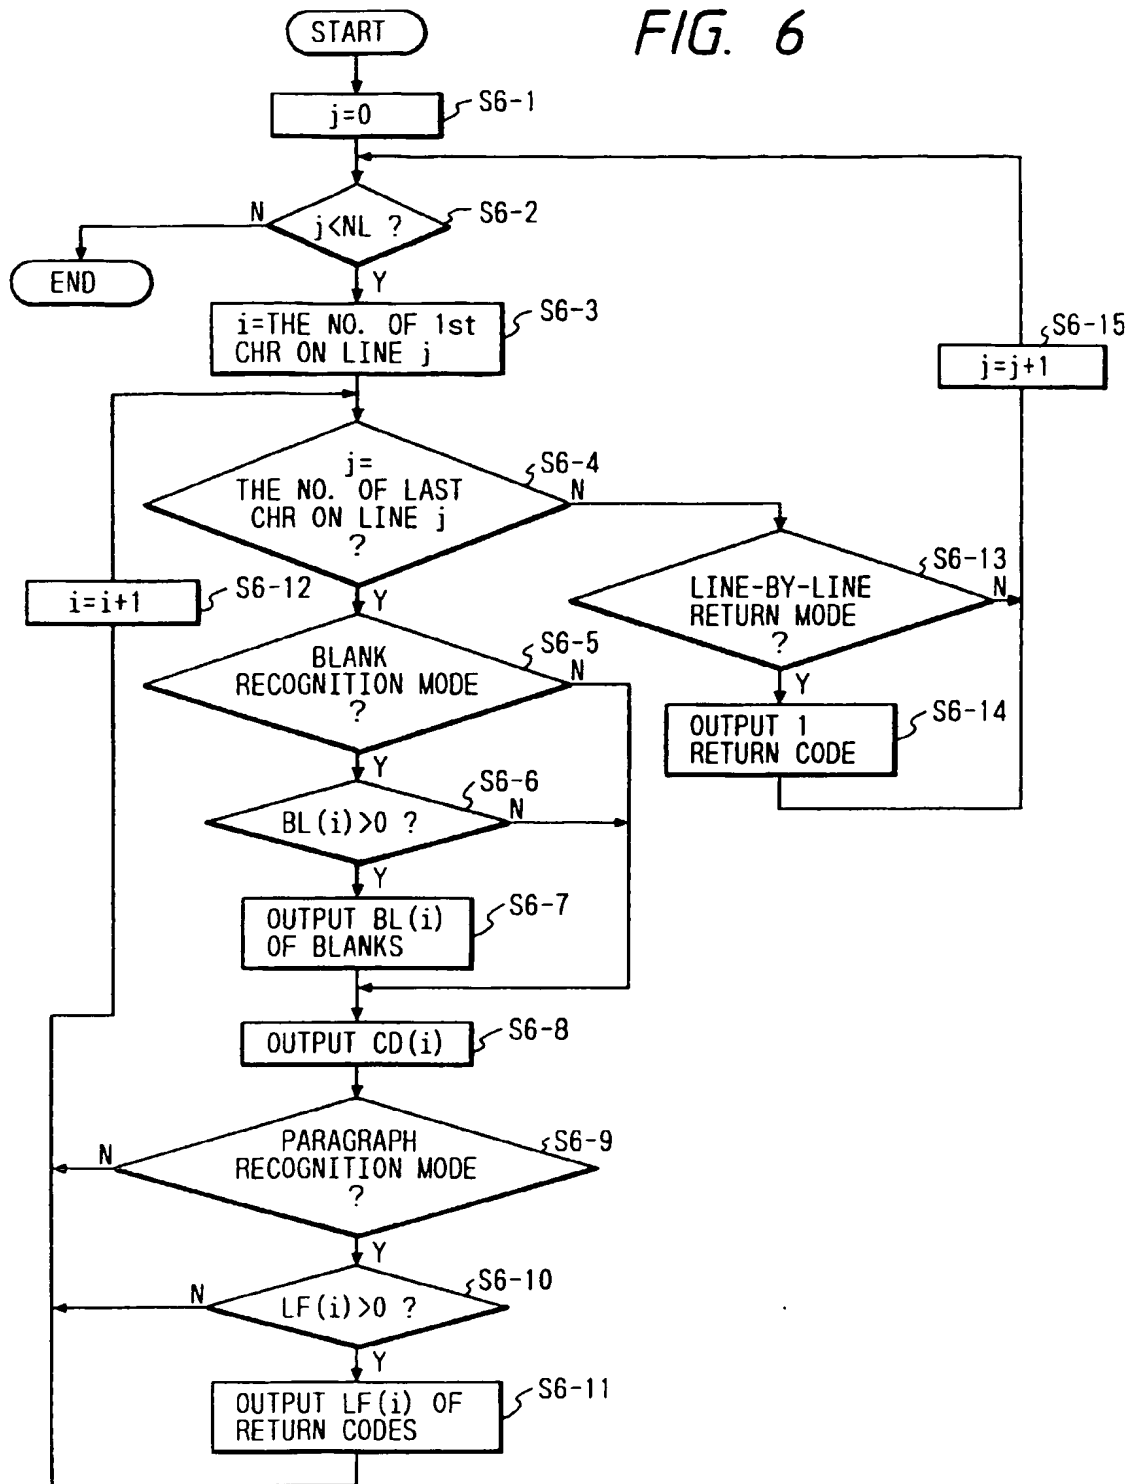 FIG. 6
START
j=0
S6-1
j<NL ?
S6-2
N
Y
END
i=THE NO. OF 1st
CHR ON LINE j
S6-3
S6-15
j=j+1
j=
THE NO. OF LAST
CHR ON LINE j
?
S6-4
N
Y
S6-12
i=i+1
LINE-BY-LINE
RETURN MODE
?
S6-13
N
Y
BLANK
RECOGNITION MODE
?
S6-5
N
Y
OUTPUT 1
RETURN CODE
S6-14
BL(i)>0 ?
S6-6
N
Y
OUTPUT BL(i)
OF BLANKS
S6-7
OUTPUT CD(i)
S6-8
PARAGRAPH
RECOGNITION MODE
?
S6-9
N
Y
LF(i)>0 ?
S6-10
N
Y
OUTPUT LF(i) OF
RETURN CODES
S6-11